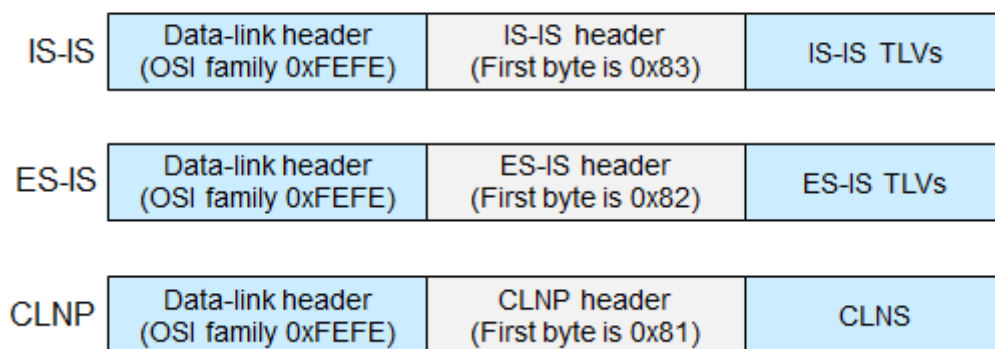 IS-IS
Data-link header
(OSI family 0xFEFE)
IS-IS header
(First byte is 0x83)
IS-IS TLVs
ES-IS
Data-link header
(OSI family 0xFEFE)
ES-IS header
(First byte is 0x82)
ES-IS TLVs
CLNP
Data-link header
(OSI family 0xFEFE)
CLNP header
(First byte is 0x81)
CLNS